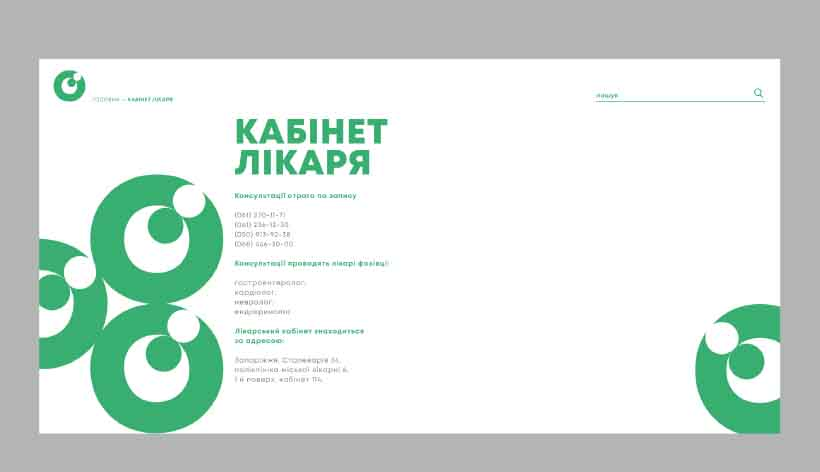 ГОЛОВНА – КАБІНЕТ ЛІКАРЯ
пошук
КАБІНЕТ
ЛІКАРЯ
Консультації строго по запису
(061) 270-11-71
(061) 236-12-30
(050) 913-92-38
(066) 446-30-00
Консультації проводять лікарі фахівці:
гастроентеролог,
кардіолог,
невролог,
ендокринолог
Лікарський кабінет знаходиться
за адресою:
Запоріжжя, Сталеварів 34,
поліклініка міської лікарні 6,
1 й поверх, кабінет 114.